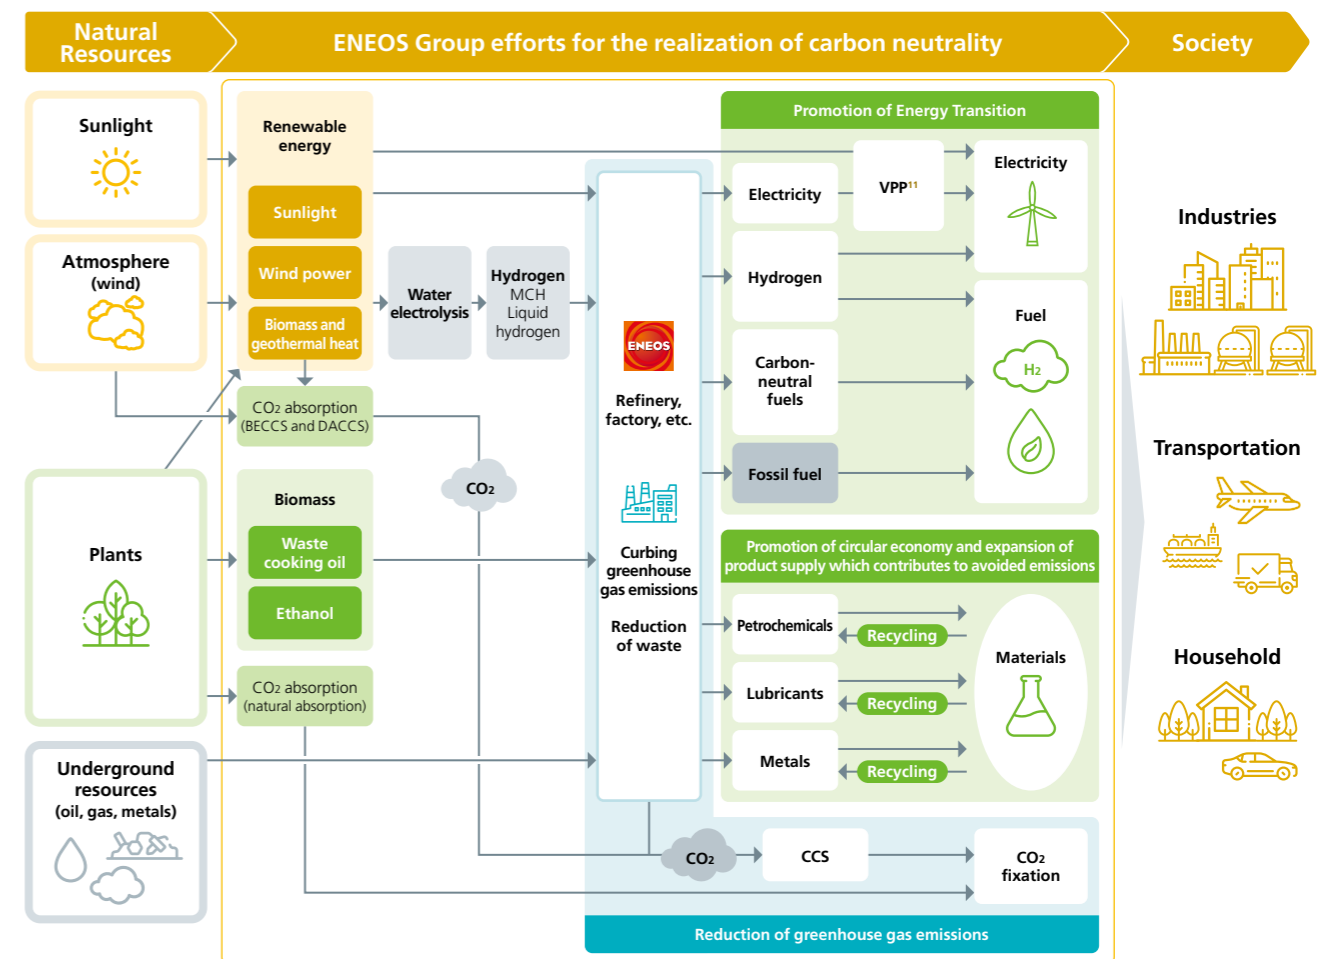 Natural
Resources
ENEOS Group efforts for the realization of carbon neutrality
Society
Sunlight
Atmosphere
(wind)
Plants
Underground
resources
(oil, gas, metals)
Renewable
energy
Sunlight
Wind power
Biomass and
geothermal heat
CO2 absorption
(BECCS and DACCS)
Biomass
Waste
cooking oil
Ethanol
CO2 absorption
(natural absorption)
Water
electrolysis
Hydrogen
MCH
Liquid
hydrogen
CO2
ENEOS
Refinery,
factory, etc.
Curbing
greenhouse
gas emissions
Reduction
of waste
Promotion of Energy Transition
Electricity
VPP11
Electricity
Hydrogen
Carbon-
neutral
fuels
Fossil fuel
Fuel
H2
Promotion of circular economy and expansion of
product supply which contributes to avoided emissions
Petrochemicals
Recycling
Lubricants
Recycling
Metals
Recycling
Materials
CO2
CCS
CO2
fixation
Reduction of greenhouse gas emissions
Industries
Transportation
Household